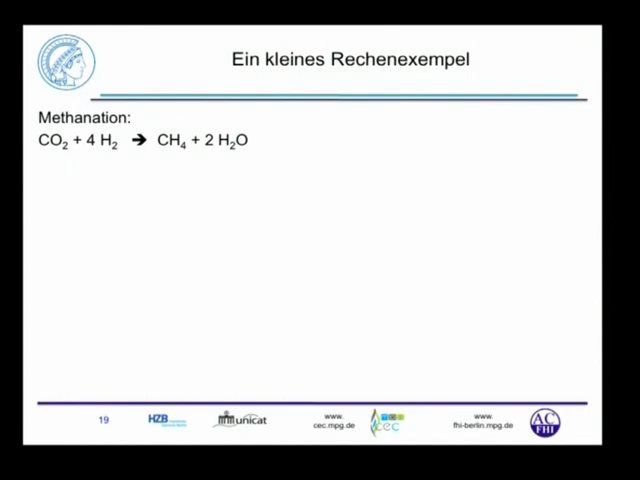 Ein kleines Rechenexempel
Methanation:
CO₂ + 4 H₂ ➔ CH₄ + 2 H₂O
19
HZB
unicat
www.
cec.mpg.de
cec
www.
fhi-berlin.mpg.de
AC
FHI